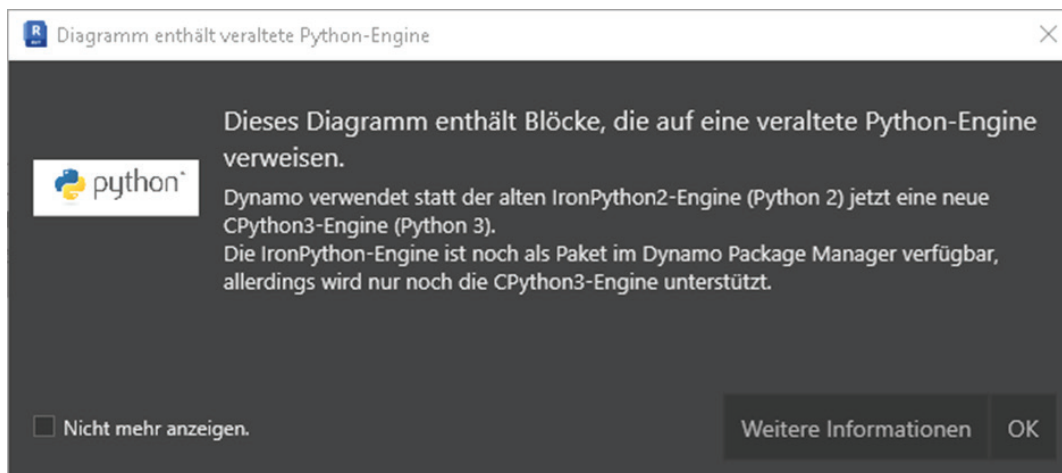 Diagramm enthält veraltete Python-Engine
Dieses Diagramm enthält Blöcke, die auf eine veraltete Python-Engine
verweisen.
python
Dynamo verwendet statt der alten IronPython2-Engine (Python 2) jetzt eine neue
CPython3-Engine (Python 3).
Die IronPython-Engine ist noch als Paket im Dynamo Package Manager verfügbar,
allerdings wird nur noch die CPython3-Engine unterstützt.
Nicht mehr anzeigen.
Weitere Informationen
OK